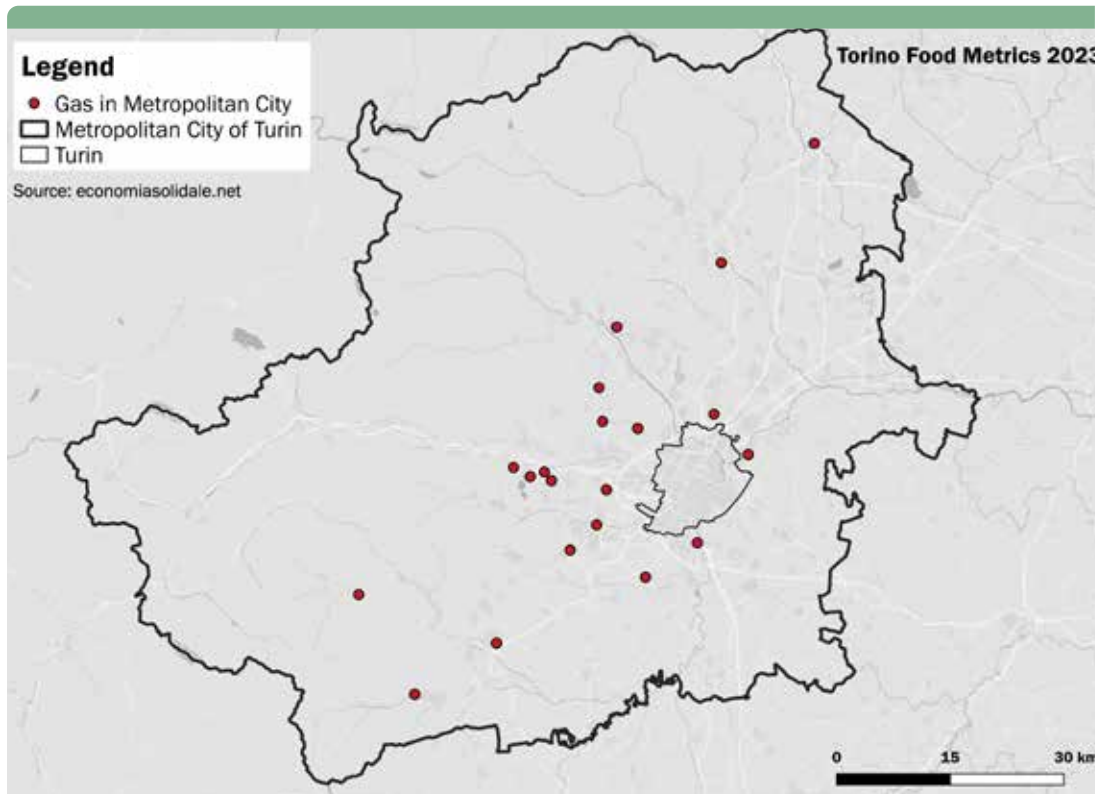 Legend
Gas in Metropolitan City
Metropolitan City of Turin
Turin
Source: economiasolidale.net
Torino Food Metrics 2023
0 15 30 km